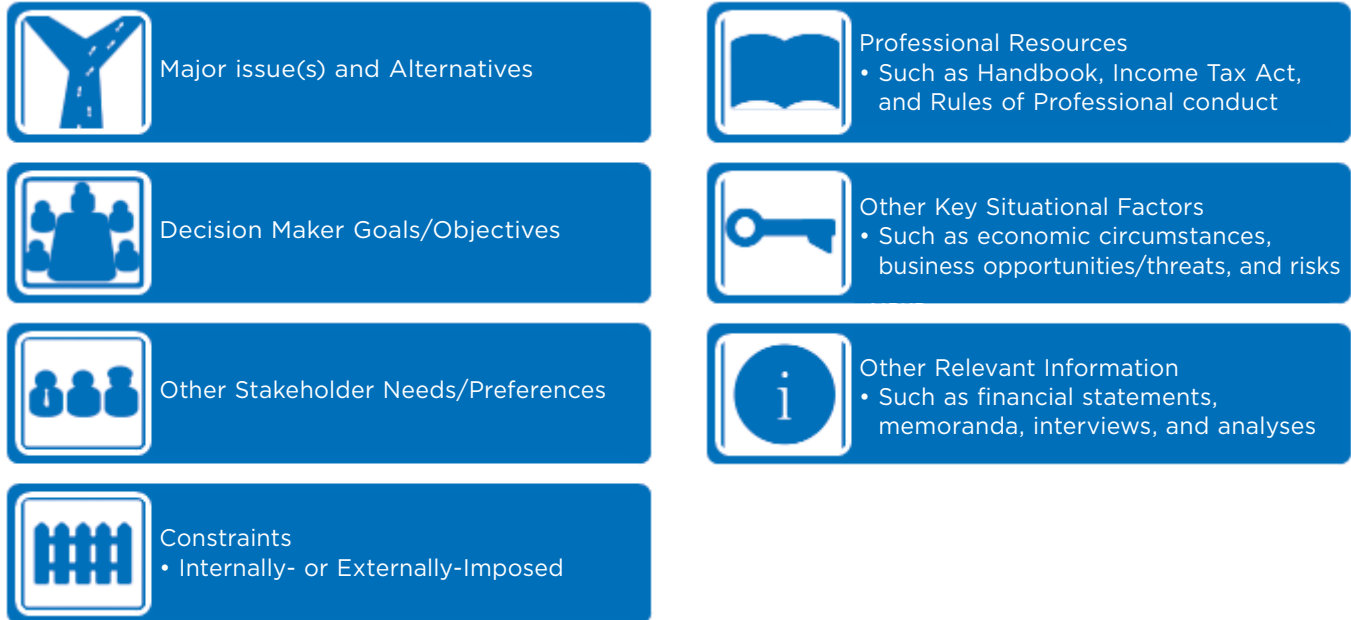 Major issue(s) and Alternatives
Decision Maker Goals/Objectives
Other Stakeholder Needs/Preferences
Constraints
• Internally- or Externally-Imposed
Professional Resources
• Such as Handbook, Income Tax Act,
and Rules of Professional conduct
Other Key Situational Factors
• Such as economic circumstances,
business opportunities/threats, and risks
i
Other Relevant Information
• Such as financial statements,
memoranda, interviews, and analyses